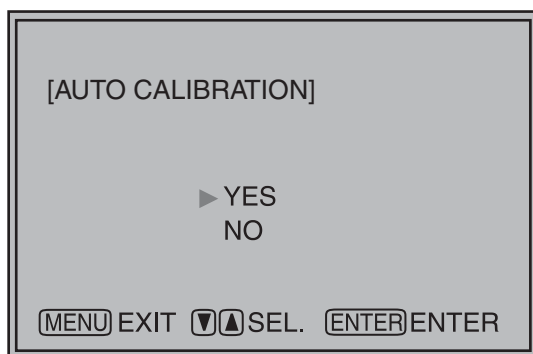 [AUTO CALIBRATION]
▶ YES
NO
MENU EXIT ▼▲ SEL. ENTER ENTER